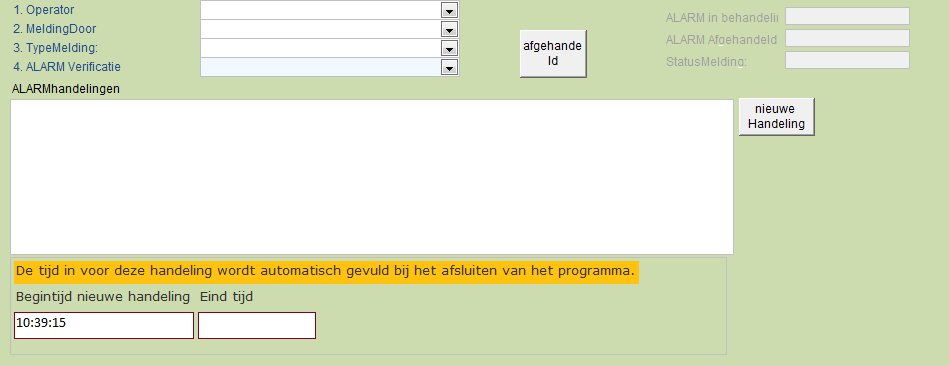 1. Operator
2. MeldingDoor
3. TypeMelding:
4. ALARM Verificatie
afgehande
ld
ALARM in behandeli
ALARM Afgehandeld
StatusMelding:
ALARMhandelingen
nieuwe
Handeling
De tijd in voor deze handeling wordt automatisch gevuld bij het afsluiten van het programma.
Begintijd nieuwe handeling Eind tijd
10:39:15